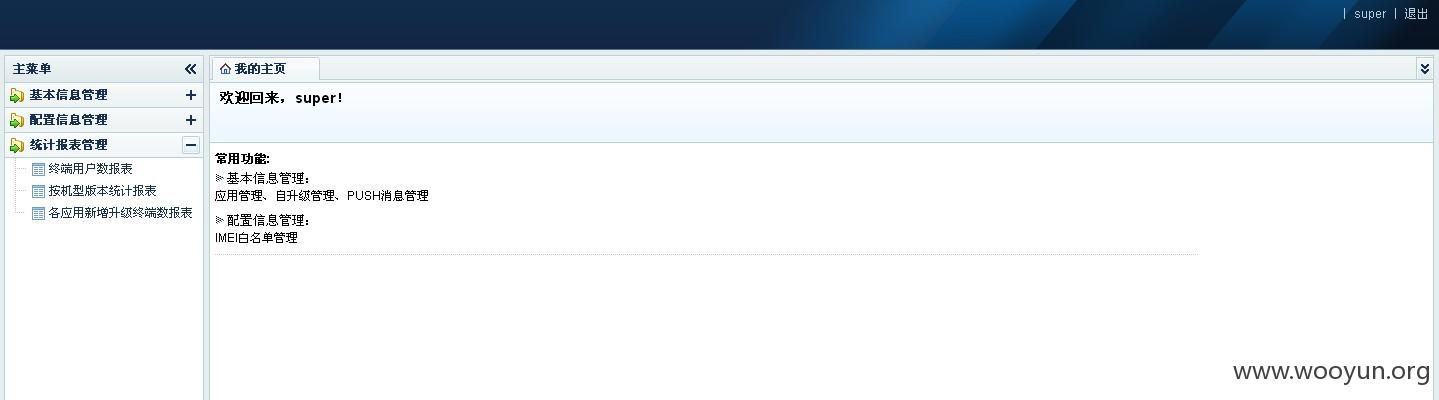 | super | 退出
主菜单
基本信息管理
配置信息管理
统计报表管理
终端用户数报表
按机型版本统计报表
各应用新增升级终端数报表
我的主页
欢迎回来，super!
常用功能:
基本信息管理：
应用管理、自升级管理、PUSH消息管理
配置信息管理：
IMEI白名单管理
www.wooyun.org